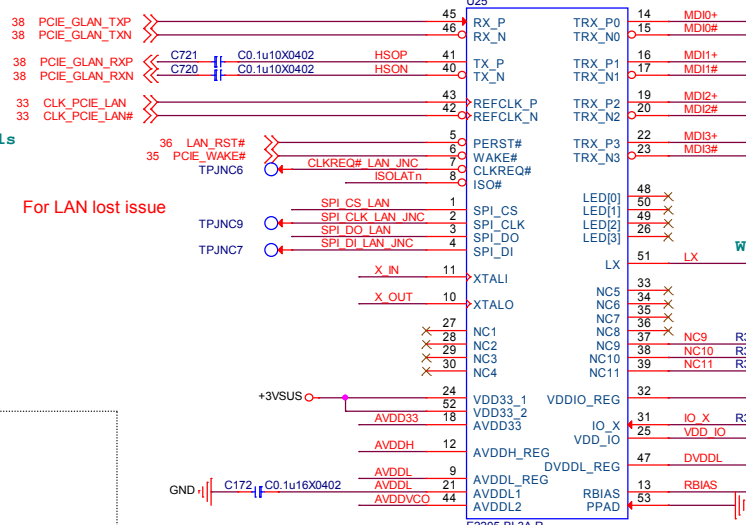 U25
38 PCIE_GLAN_TXP 45 RX_P TRX_P0 14 MDI0+
38 PCIE_GLAN_TXN 46 RX_N TRX_N0 15 MDI0#
38 PCIE_GLAN_RXP C721 C0.1u10X0402 HSOP 41 TX_P TRX_P1 16 MDI1+
38 PCIE_GLAN_RXN C720 C0.1u10X0402 HSON 40 TX_N TRX_N1 17 MDI1#
33 CLK_PCIE_LAN 43 REFCLK_P TRX_P2 19 MDI2+
33 CLK_PCIE_LAN# 42 REFCLK_N TRX_N2 20 MDI2#
ls
36 LAN_RST# 5 PERST# TRX_P3 22 MDI3+
35 PCIE_WAKE# 6 WAKE# TRX_N3 23 MDI3#
TPJNC6 CLKREQ#_LAN_JNC 7 CLKREQ#
ISOLATn 8 ISO#
For LAN lost issue
LED[0] 48
SPI_CS_LAN 1 SPI_CS LED[1] 50
TPJNC9 SPI_CLK_LAN_JNC 2 SPI_CLK LED[2] 49
SPI_DO_LAN 3 SPI_DO LED[3] 26
TPJNC7 SPI_DI_LAN_JNC 4 SPI_DI
W
LX 51 LX
X_IN 11 XTALI
NC5 33
X_OUT 10 XTALO NC6 34
NC7 35
27 NC1 NC8 36
28 NC2 NC9 37 NC9 R3
29 NC3 NC10 38 NC10 R3
30 NC4 NC11 39 NC11 R3
+3VSUS 24 VDD33_1 VDDIO_REG 32
52 VDD33_2
AVDD33 18 AVDD33 IO_X 31 IO_X R3
VDD_IO 25 VDD_IO
AVDDH 12 AVDDH_REG
DVDDL_REG 47 DVDDL
AVDDL 9 AVDDL_REG
GND C172 C0.1u16X0402 AVDDL 21 AVDDL1 RBIAS 13 RBIAS
AVDDVCO 44 AVDDL2 PPAD 53